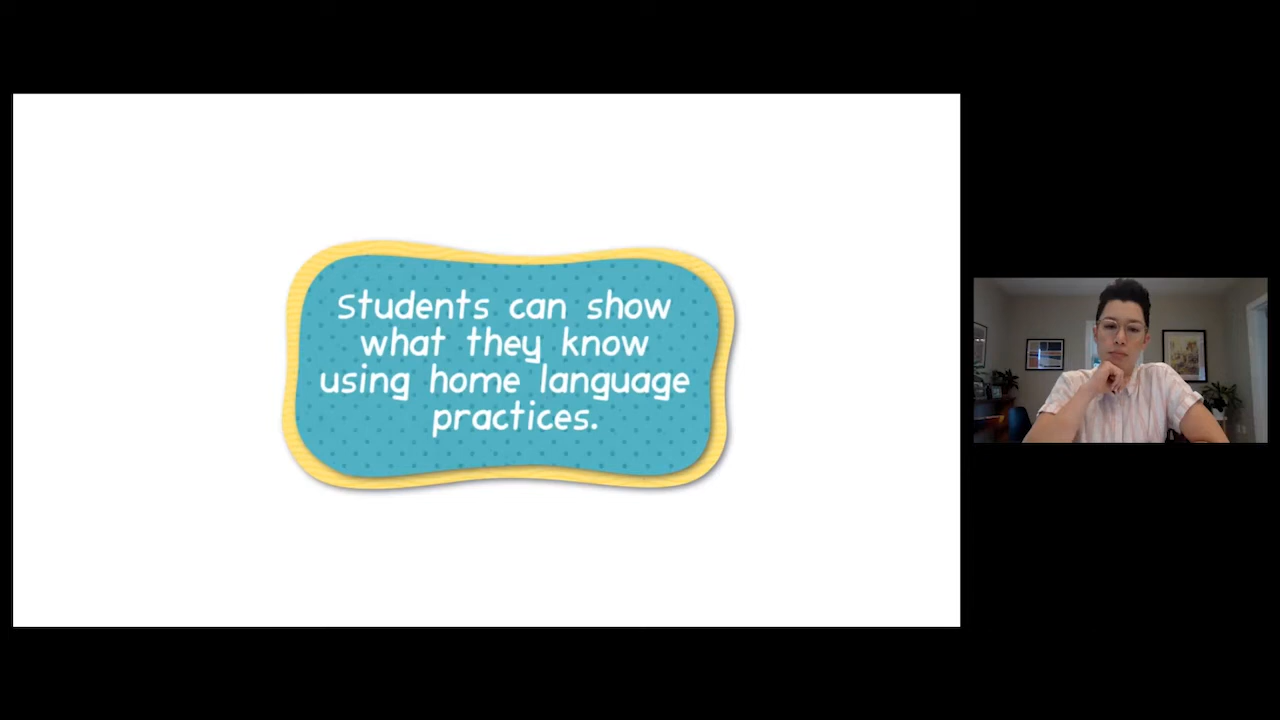 Students can show
what they know
using home language
practices.